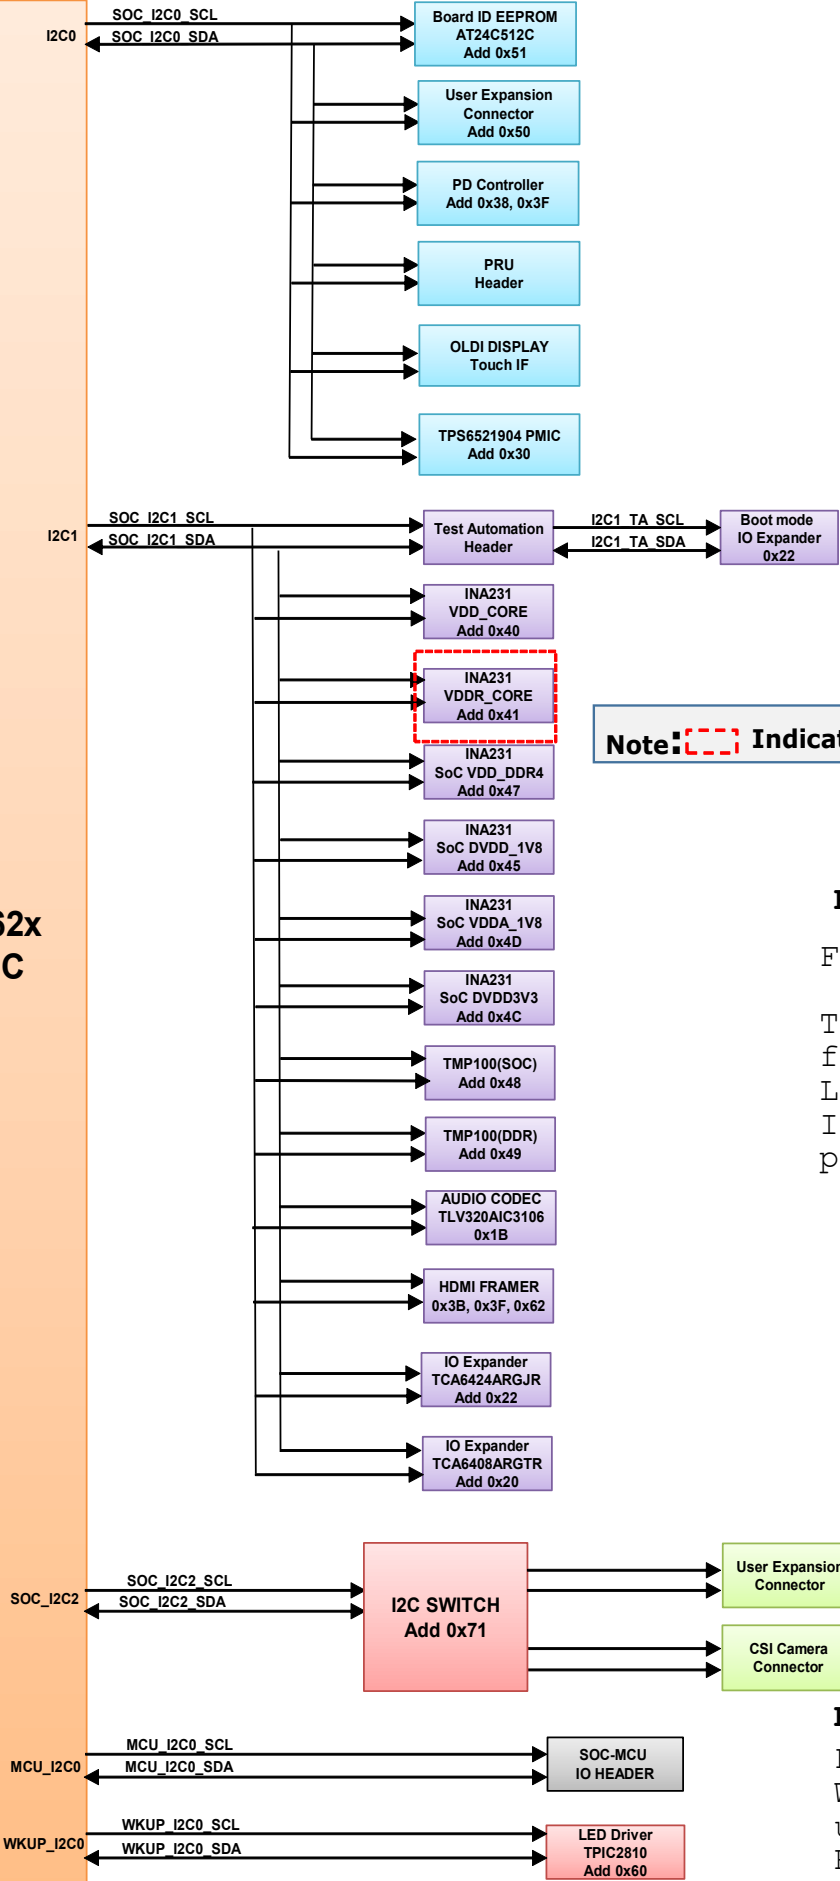 I2C0
SOC_I2C0_SCL
SOC_I2C0_SDA
Board ID EEPROM
AT24C512C
Add 0x51
User Expansion
Connector
Add 0x50
PD Controller
Add 0x38, 0x3F
PRU
Header
OLDI DISPLAY
Touch IF
TPS6521904 PMIC
Add 0x30
I2C1
SOC_I2C1_SCL
SOC_I2C1_SDA
Test Automation
Header
I2C1_TA_SCL
I2C1_TA_SDA
Boot mode
IO Expander
0x22
INA231
VDD_CORE
Add 0x40
INA231
VDDR_CORE
Add 0x41
Note:
INA231
SoC VDD_DDR4
Add 0x47
INA231
SoC DVDD_1V8
Add 0x45
INA231
SoC VDDA_1V8
Add 0x4D
INA231
SoC DVDD3V3
Add 0x4C
62x
C
TMP100(SOC)
Add 0x48
TMP100(DDR)
Add 0x49
AUDIO CODEC
TLV320AIC3106
0x1B
HDMI FRAMER
0x3B, 0x3F, 0x62
IO Expander
TCA6424ARGJR
Add 0x22
IO Expander
TCA6408ARGTR
Add 0x20
F
T
f
L
I
p
SOC_I2C2
SOC_I2C2_SCL
SOC_I2C2_SDA
I2C SWITCH
Add 0x71
User Expansion
Connector
CSI Camera
Connector
MCU_I2C0
MCU_I2C0_SCL
MCU_I2C0_SDA
SOC-MCU
IO HEADER
WKUP_I2C0
WKUP_I2C0_SCL
WKUP_I2C0_SDA
LED Driver
TPIC2810
Add 0x60